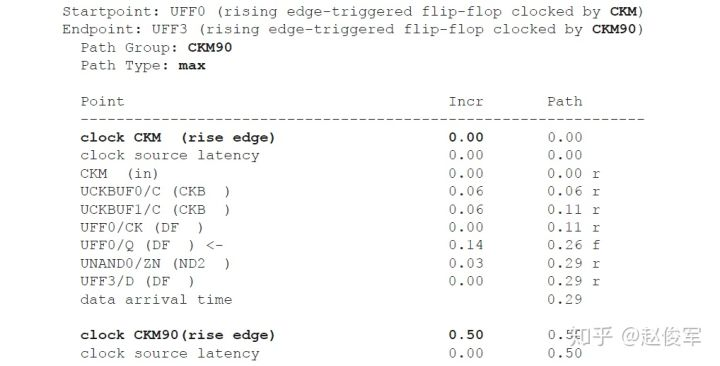 Startpoint: UFF0 (rising edge-triggered flip-flop clocked by CKM)
Endpoint: UFF3 (rising edge-triggered flip-flop clocked by CKM90)
Path Group: CKM90
Path Type: max
Point Incr Path
---------------------------------------------------------------
clock CKM (rise edge) 0.00 0.00
clock source latency 0.00 0.00
CKM (in) 0.00 0.00 r
UCKBUF0/C (CKB ) 0.06 0.06 r
UCKBUF1/C (CKB ) 0.06 0.11 r
UFF0/CK (DF ) 0.00 0.11 r
UFF0/Q (DF ) <- 0.14 0.26 f
UNAND0/ZN (ND2 ) 0.03 0.29 r
UFF3/D (DF ) 0.00 0.29 r
data arrival time 0.29
clock CKM90(rise edge) 0.50 0.50
clock source latency 0.00 0.50
知乎 @赵俊军